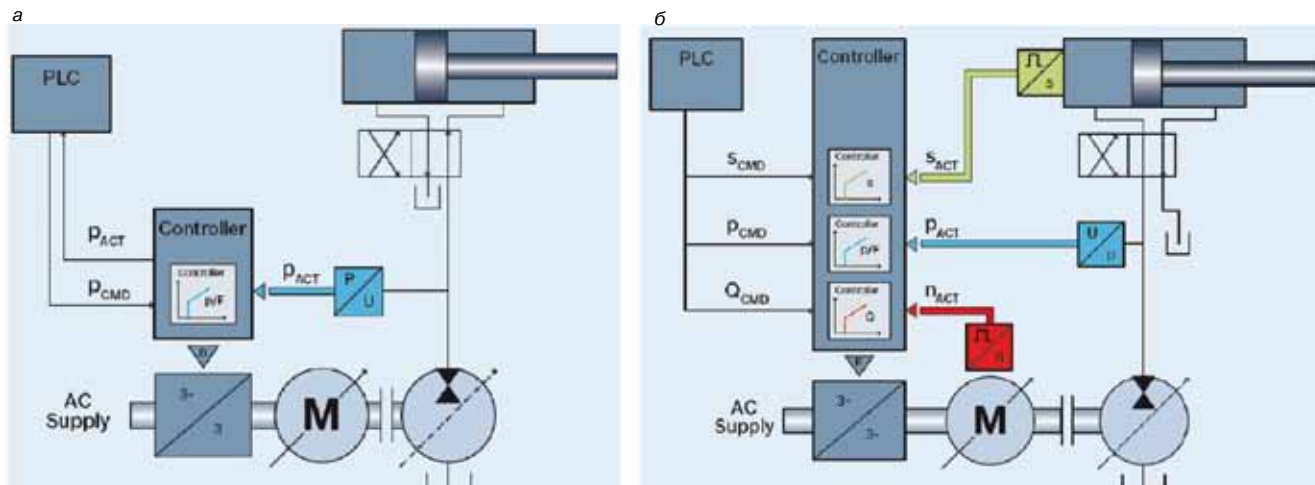 а
PLC
Controller
Controller
p/F
p_ACT
p_CMD
p_ACT
P
U
AC
Supply
3~
3
M
б
PLC
Controller
s_CMD
p_CMD
Q_CMD
Controller
s
Controller
p/F
Controller
Q
s_ACT
p_ACT
n_ACT
s
U
p
n
AC
Supply
3~
3~
M